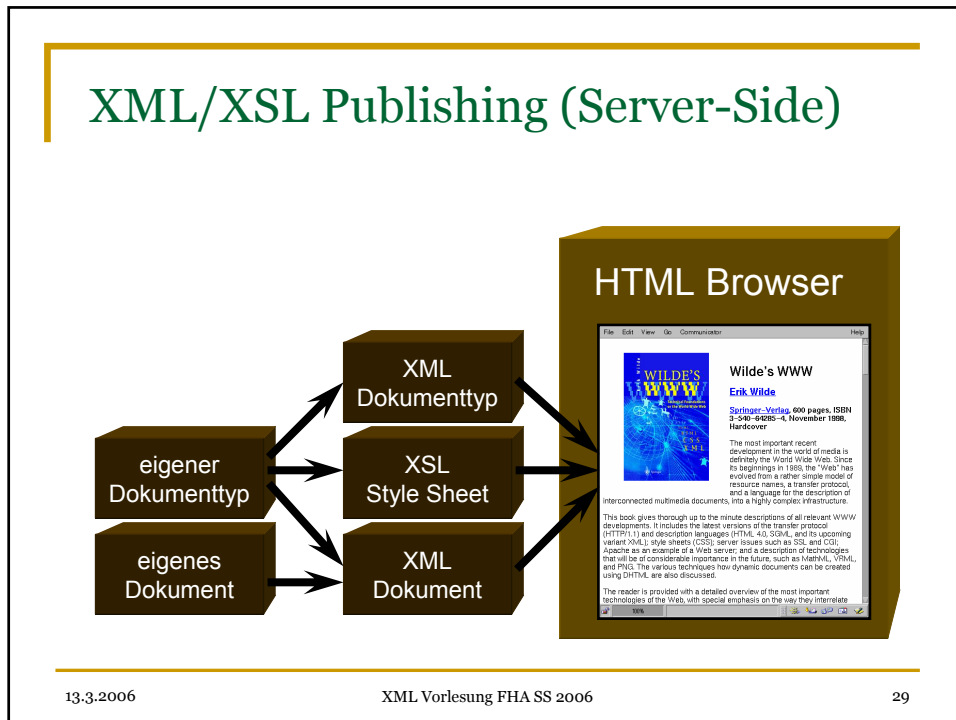 XML/XSL Publishing (Server-Side)
HTML Browser
XML
Dokumenttyp
eigener
Dokumenttyp
XSL
Style Sheet
eigenes
Dokument
XML
Dokument
File Edit View Go Communicator Help
WILDE'S
WWW
Wilde's WWW
Erik Wilde
Springer-Verlag, 600 pages, ISBN
3-540-64285-4, November 1998,
Hardcover
The most important recent
development in the world of media is
definitely the World Wide Web. Since
its beginnings in 1989, the "Web" has
evolved from a rather simple model of
resource names, a transfer protocol,
and a language for the description of
interconnected multimedia documents, into a highly complex infrastructure.
This book gives thorough up to the minute descriptions of all relevant WWW
developments. It includes the latest versions of the transfer protocol
(HTTP/1.1) and description languages (HTML 4.0, SGML, and its upcoming
variant XML); style sheets (CSS); server issues such as SSL and CGI;
Apache as an example of a Web server; and a description of technologies
that will be of considerable importance in the future, such as MathML, VRML,
and PNG. The various techniques how dynamic documents can be created
using DHTML are also discussed.
The reader is provided with a detailed overview of the most important
technologies of the Web, with special emphasis on the way they interrelate
100%
13.3.2006
XML Vorlesung FHA SS 2006
29